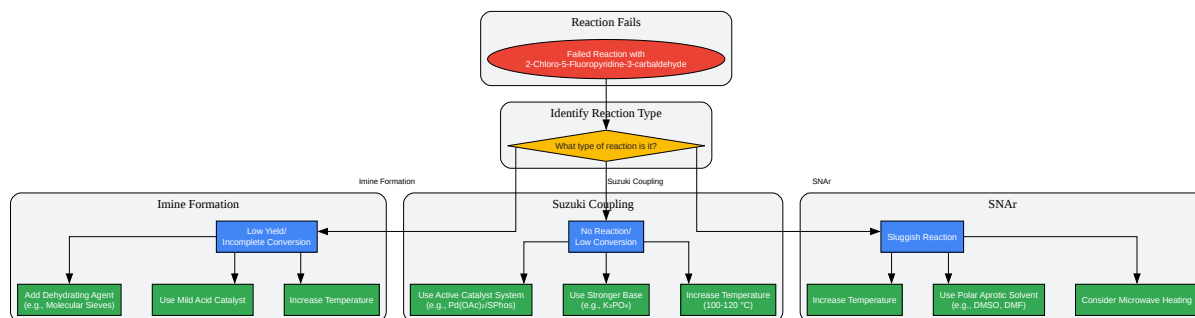 Reaction Fails
Failed Reaction with
2-Chloro-5-Fluoropyridine-3-carbaldehyde
Identify Reaction Type
What type of reaction is it?
Imine Formation
Suzuki Coupling
SNAr
Imine Formation
Low Yield/
Incomplete Conversion
Add Dehydrating Agent
(e.g., Molecular Sieves)
Use Mild Acid Catalyst
Increase Temperature
Suzuki Coupling
No Reaction/
Low Conversion
Use Active Catalyst System
(e.g., Pd(OAc)₂/SPhos)
Use Stronger Base
(e.g., K₃PO₄)
Increase Temperature
(100-120 °C)
SNAr
Sluggish Reaction
Increase Temperature
Use Polar Aprotic Solvent
(e.g., DMSO, DMF)
Consider Microwave Heating